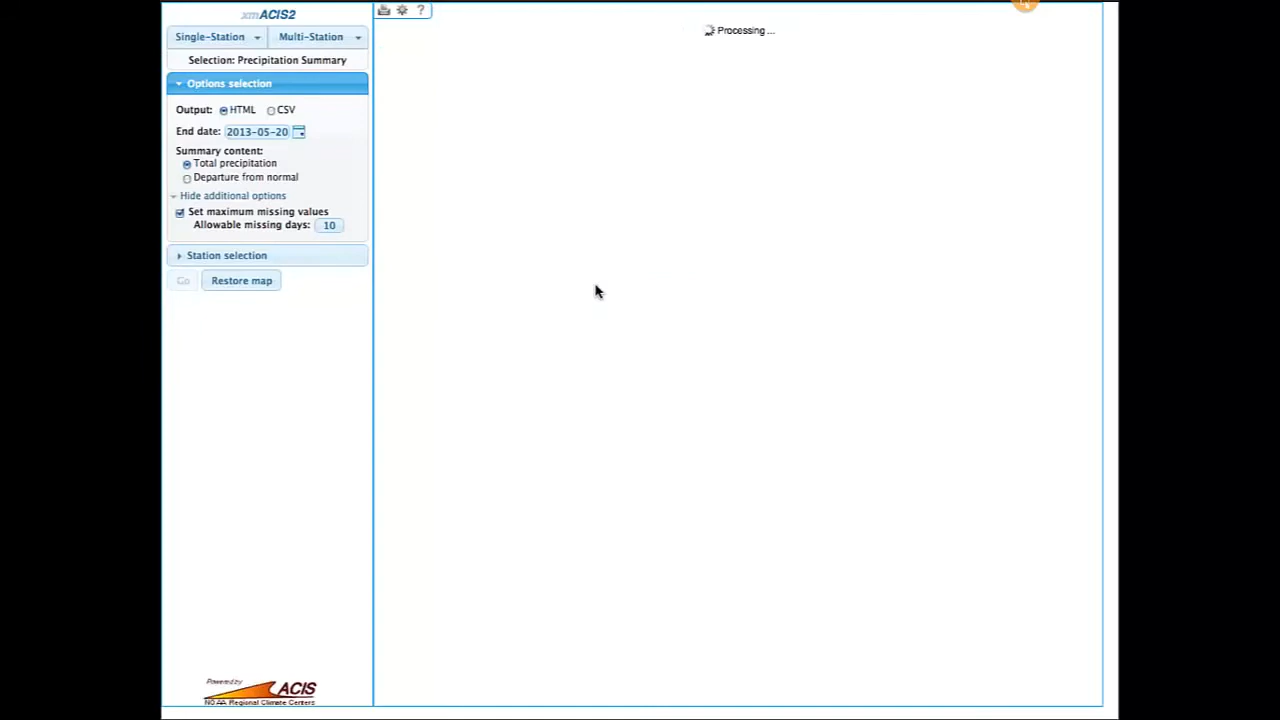 xmACIS2
Single-Station Multi-Station
Selection: Precipitation Summary
Options selection
Output: HTML CSV
End date: 2013-05-20
Summary content:
Total precipitation
Departure from normal
Hide additional options
Set maximum missing values
Allowable missing days: 10
Station selection
Go Restore map
? 
Processing ...
Powered by
ACIS
NOAA Regional Climate Centers